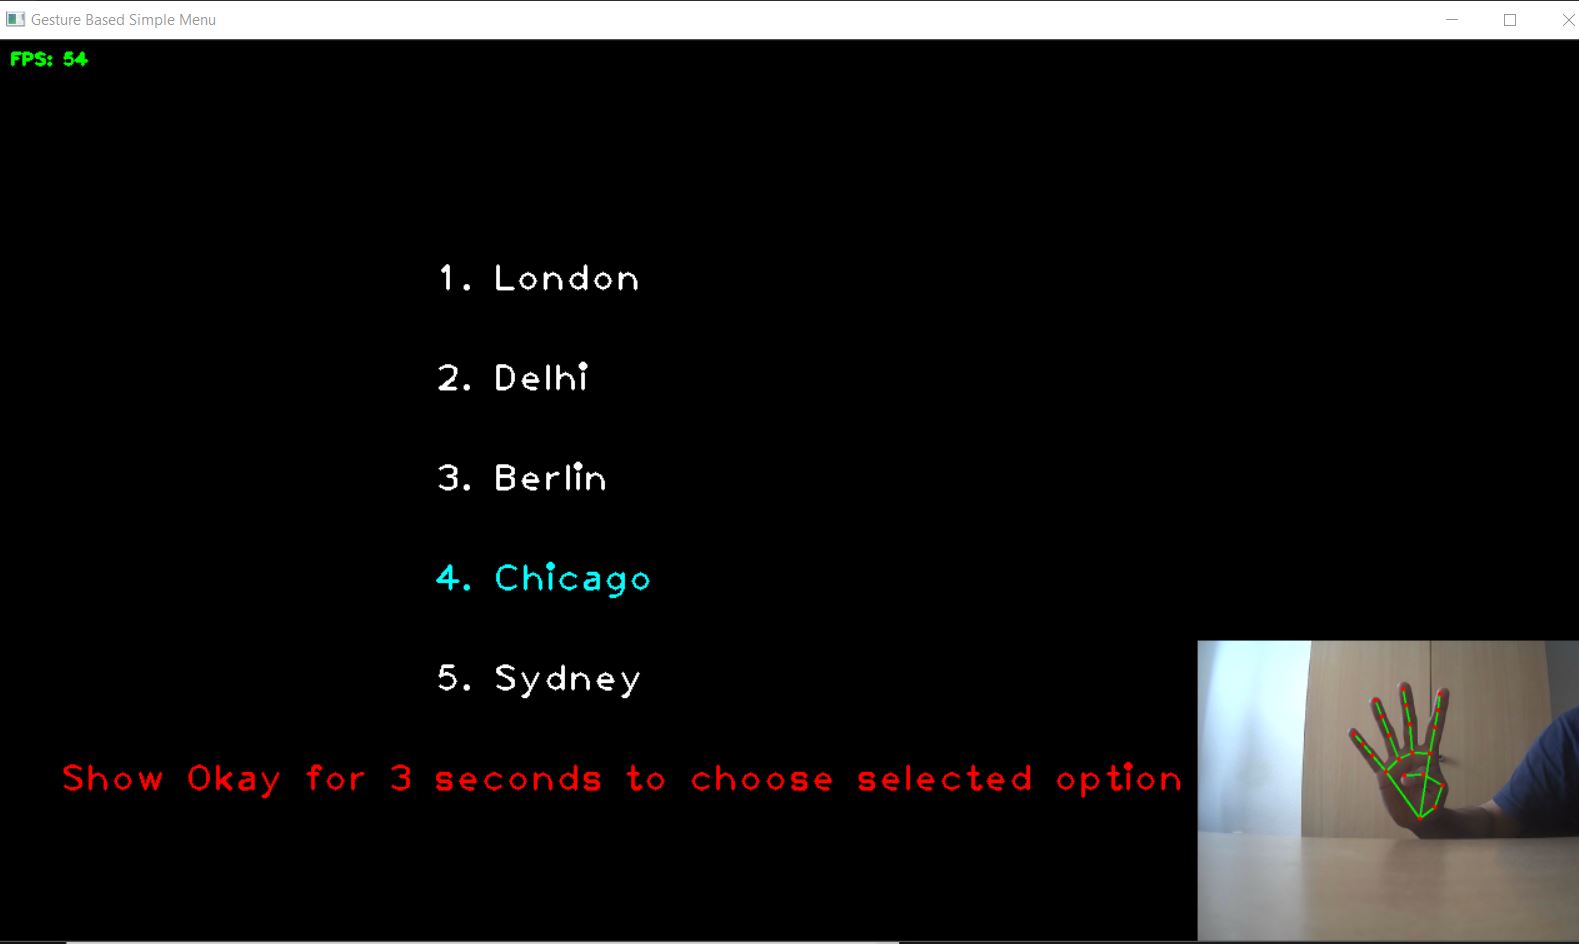 Gesture Based Simple Menu
FPS: 54
1. London
2. Delhi
3. Berlin
4. Chicago
5. Sydney
Show Okay for 3 seconds to choose selected option